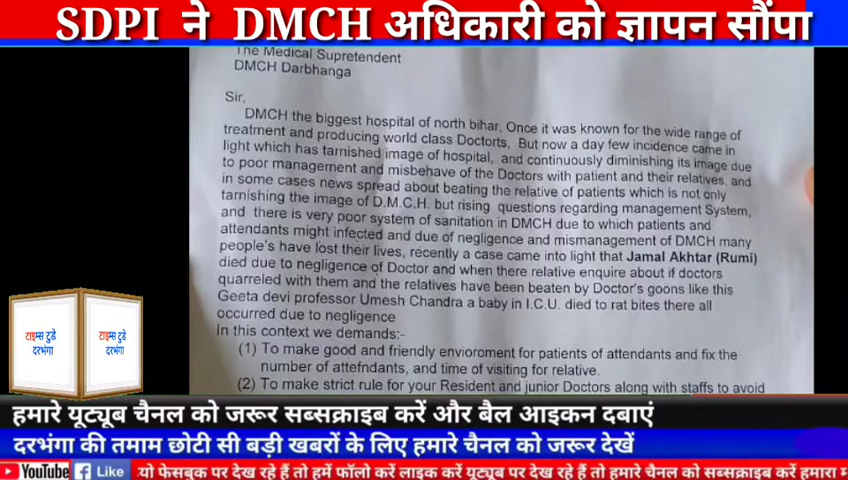 SDPI ने DMCH अधिकारी को ज्ञापन सौंपा
The Medical Supretendent
DMCH Darbhanga
Sir,
DMCH the biggest hospital of north bihar, Once it was known for the wide range of
treatment and producing world class Doctorts, But now a day few incidence came in
light which has tarnished image of hospital, and continuously diminishing its image due
to poor management and misbehave of the Doctors with patient and their relatives, and
in some cases news spread about beating the relative of patients which is not only
tarnishing the image of D.M.C.H. but rising questions regarding management System,
and there is very poor system of sanitation in DMCH due to which patients and
attendants might infected and due of negligence and mismanagement of DMCH many
people's have lost their lives, recently a case came into light that Jamal Akhtar (Rumi)
died due to negligence of Doctor and when there relative enquire about if doctors
quarreled with them and the relatives have been beaten by Doctor's goons like this
Geeta devi professor Umesh Chandra a baby in I.C.U. died to rat bites there all
occurred due to negligence
In this context we demands:-
(1) To make good and friendly envioroment for patients of attendants and fix the
number of attefndants, and time of visiting for relative.
(2) To make strict rule for your Resident and junior Doctors along with staffs to avoid
टाइम्स टुडे
दरभंगा
टाइम्स टुडे
दरभंगा
हमारे यूट्यूब चैनल को जरूर सब्सक्राइब करें और बैल आइकन दबाएं
दरभंगा की तमाम छोटी सी बड़ी खबरों के लिए हमारे चैनल को जरूर देखें
YouTube f Like यो फेसबुक पर देख रहे हैं तो हमें फॉलो करें लाइक करें यूट्यूब पर देख रहे हैं तो हमारे चैनल को सब्सक्राइब करें हमारा